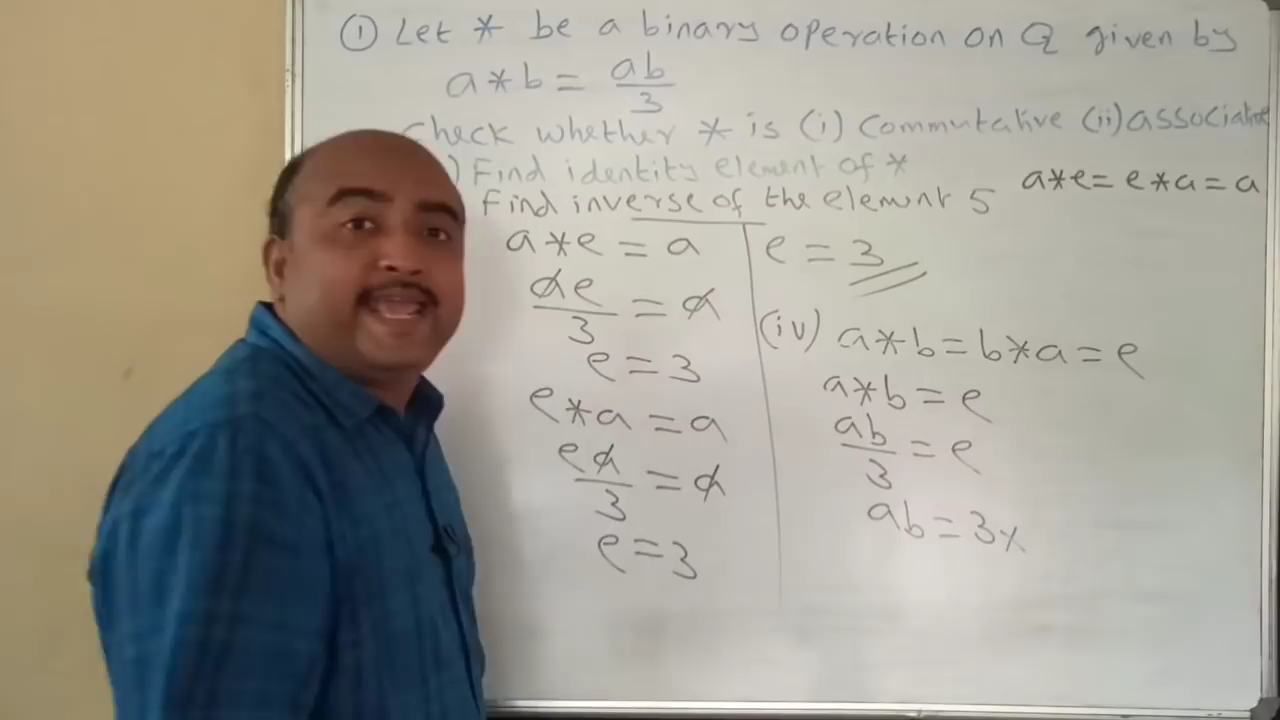 ① Let * be a binary operation on Q given by
a*b = ab/3
Check whether * is (i) Commutative (ii) associative
) Find identity element of *
Find inverse of the element 5
a*e = e*a = a
a*e = a
ae/3 = a
e = 3
e*a = a
ea/3 = a
e = 3
e = 3
(iv) a*b = b*a = e
a*b = e
ab/3 = e
ab = 3×